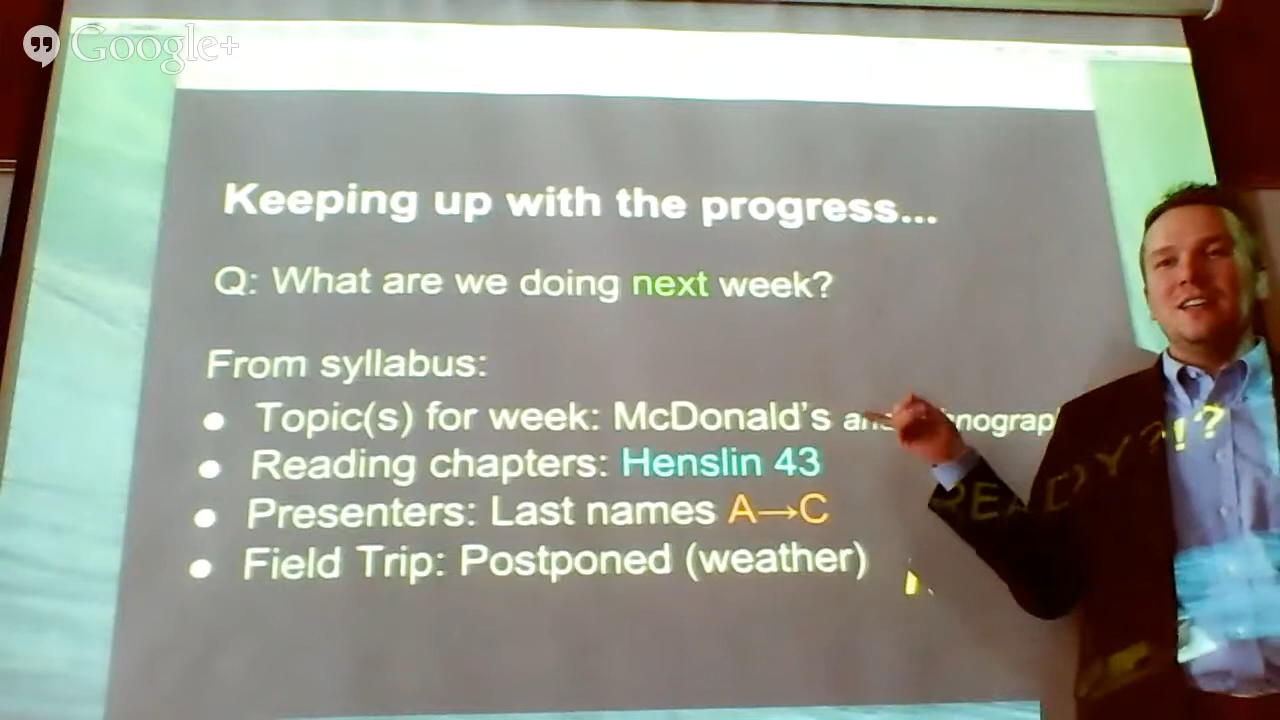 Google+
Keeping up with the progress...
Q: What are we doing next week?
From syllabus:
● Topic(s) for week: McDonald's
● Reading chapters: Henslin 43
● Presenters: Last names A→C
● Field Trip: Postponed (weather)
READY?!?